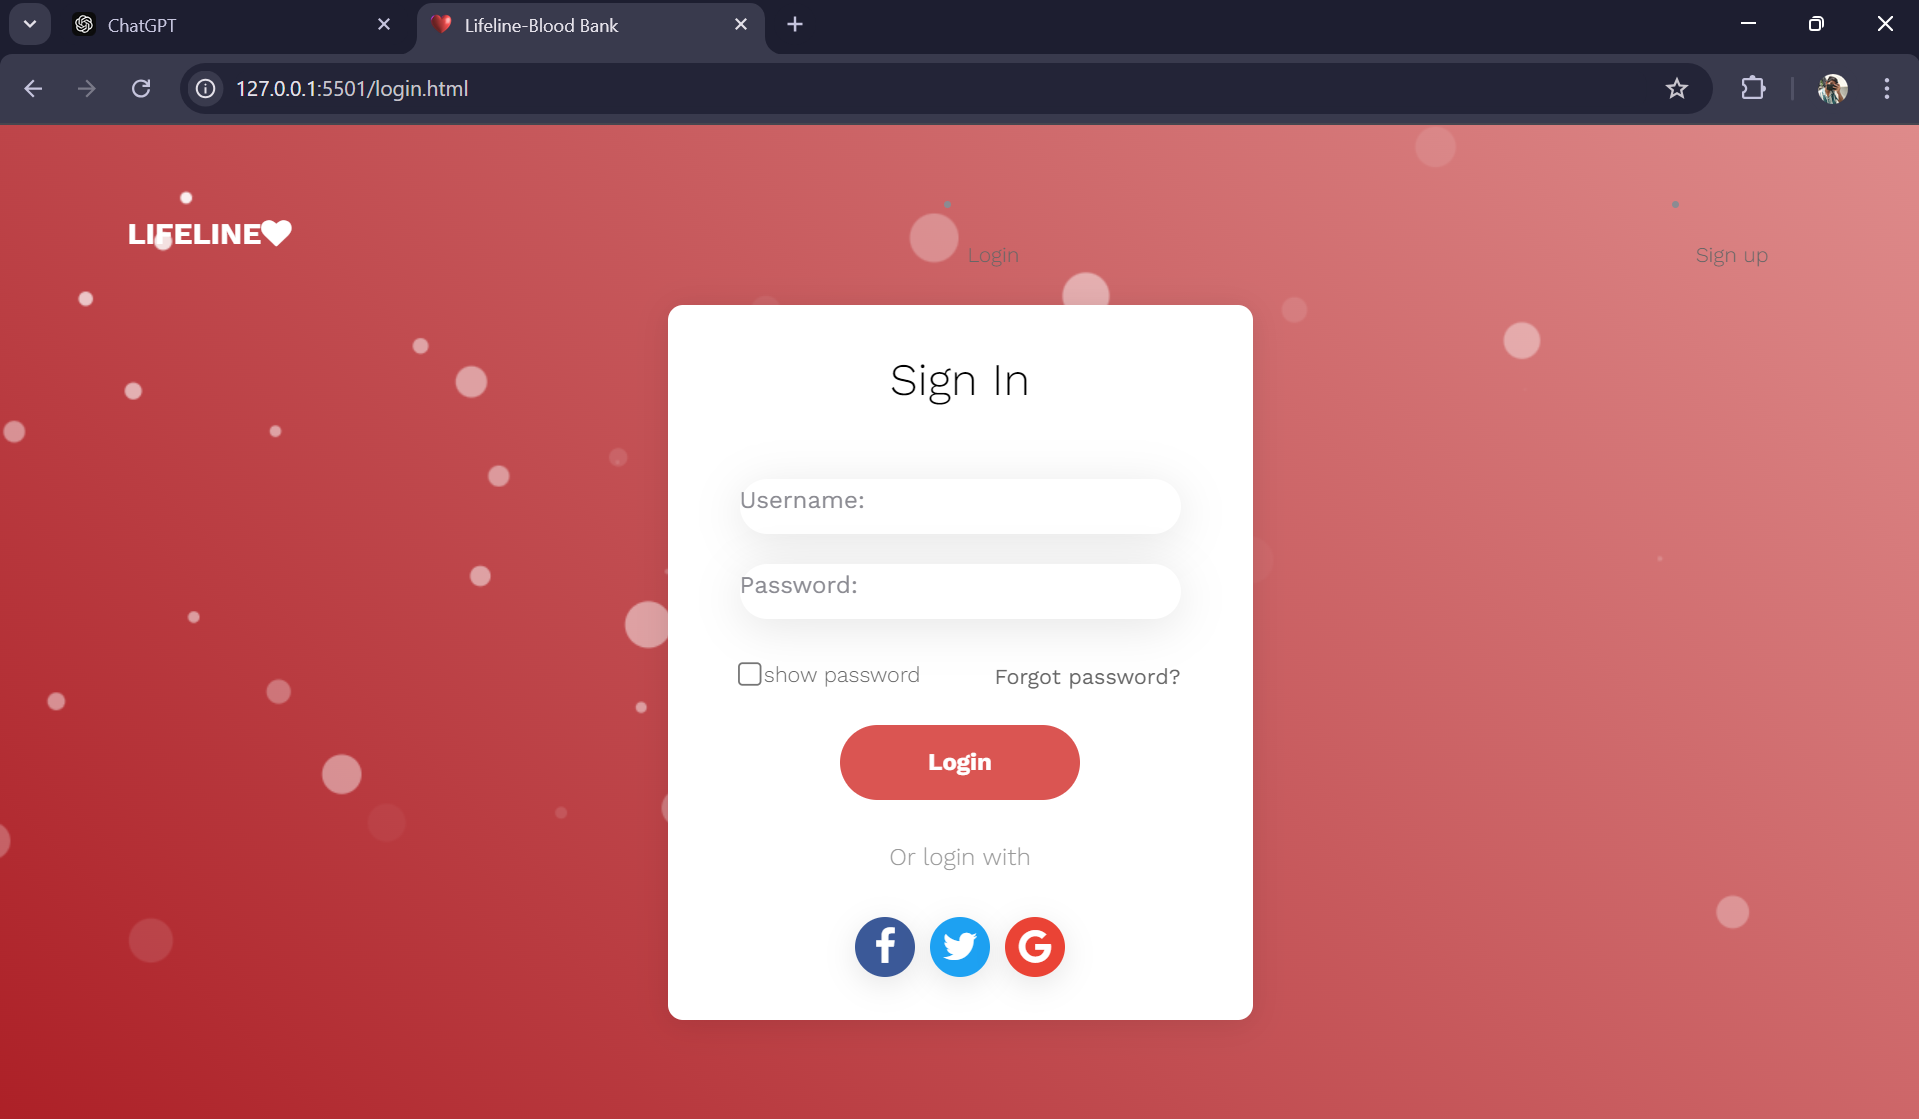 ChatGPT
Lifeline-Blood Bank
127.0.0.1:5501/login.html
LIFELINE
Login
Sign up
Sign In
Username:
Password:
show password
Forgot password?
Login
Or login with